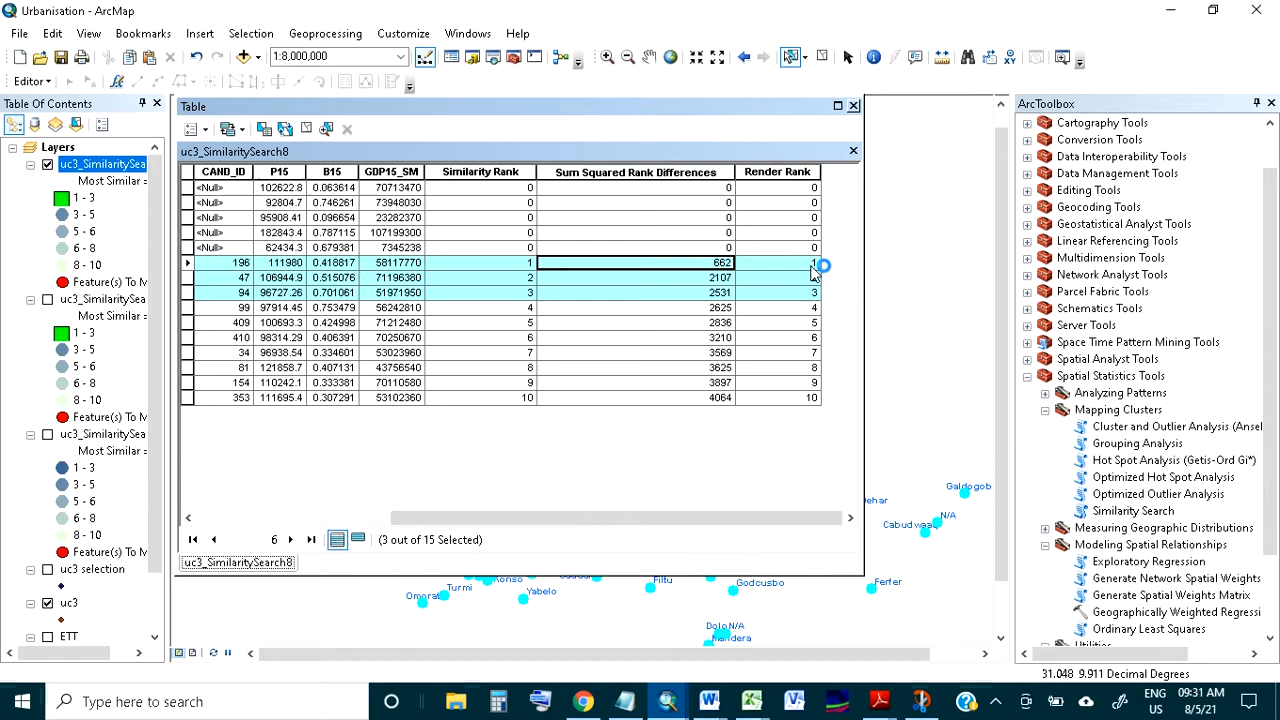 Urbanisation - ArcMap
File Edit View Bookmarks Insert Selection Geoprocessing Customize Windows Help
1:8,000,000
Editor
Table Of Contents
Layers
uc3_SimilaritySea
Most Similar =
1 - 3
3 - 5
5 - 6
6 - 8
8 - 10
Feature(s) To M
uc3_SimilaritySea
1 - 3
3 - 5
5 - 6
6 - 8
8 - 10
Feature(s) To M
uc3_SimilaritySea
Most Similar =
1 - 3
3 - 5
5 - 6
6 - 8
8 - 10
Feature(s) To M
uc3 selection
uc3
ETT
Table
uc3_SimilaritySearch8
CAND_ID P15 B15 GDP15_SM Similarity Rank Sum Squared Rank Differences Render Rank
<Null> 102622.8 0.063614 70713470 0 0 0
<Null> 92804.7 0.746261 73948030 0 0 0
<Null> 95908.41 0.096654 23282370 0 0 0
<Null> 182843.4 0.787115 107199300 0 0 0
<Null> 62434.3 0.679381 7345238 0 0 0
196 111980 0.418817 58117770 1 662 1
47 106944.9 0.515076 71196380 2 2107
94 96727.26 0.701061 51971950 3 2531 3
99 97914.45 0.753479 56242810 4 2625 4
409 100693.3 0.424998 71212480 5 2836 5
410 98314.29 0.406391 70250670 6 3210 6
34 96938.54 0.334601 53023960 7 3569 7
81 121858.7 0.407131 43756540 8 3625 8
154 110242.1 0.333381 70110580 9 3897 9
353 111695.4 0.307291 53102360 10 4064 10
6 (3 out of 15 Selected)
uc3_SimilaritySearch8
Galdogob
N/A
Cabudwaaq
Turmi
Konso
Omorat
Yabelo
Filtu
Godcusbo
Ferfer
Dolo N/A
Mandera
ArcToolbox
Cartography Tools
Conversion Tools
Data Interoperability Tools
Data Management Tools
Editing Tools
Geocoding Tools
Geostatistical Analyst Tools
Linear Referencing Tools
Multidimension Tools
Network Analyst Tools
Parcel Fabric Tools
Schematics Tools
Server Tools
Space Time Pattern Mining Tools
Spatial Analyst Tools
Spatial Statistics Tools
Analyzing Patterns
Mapping Clusters
Cluster and Outlier Analysis (Ansel
Grouping Analysis
Hot Spot Analysis (Getis-Ord Gi*)
Optimized Hot Spot Analysis
Optimized Outlier Analysis
Similarity Search
Measuring Geographic Distributions
Modeling Spatial Relationships
Exploratory Regression
Generate Network Spatial Weights
Generate Spatial Weights Matrix
Geographically Weighted Regressi
Ordinary Least Squares
Utilities
31.048 9.911 Decimal Degrees
Type here to search
ENG
US
09:31 AM
8/5/21